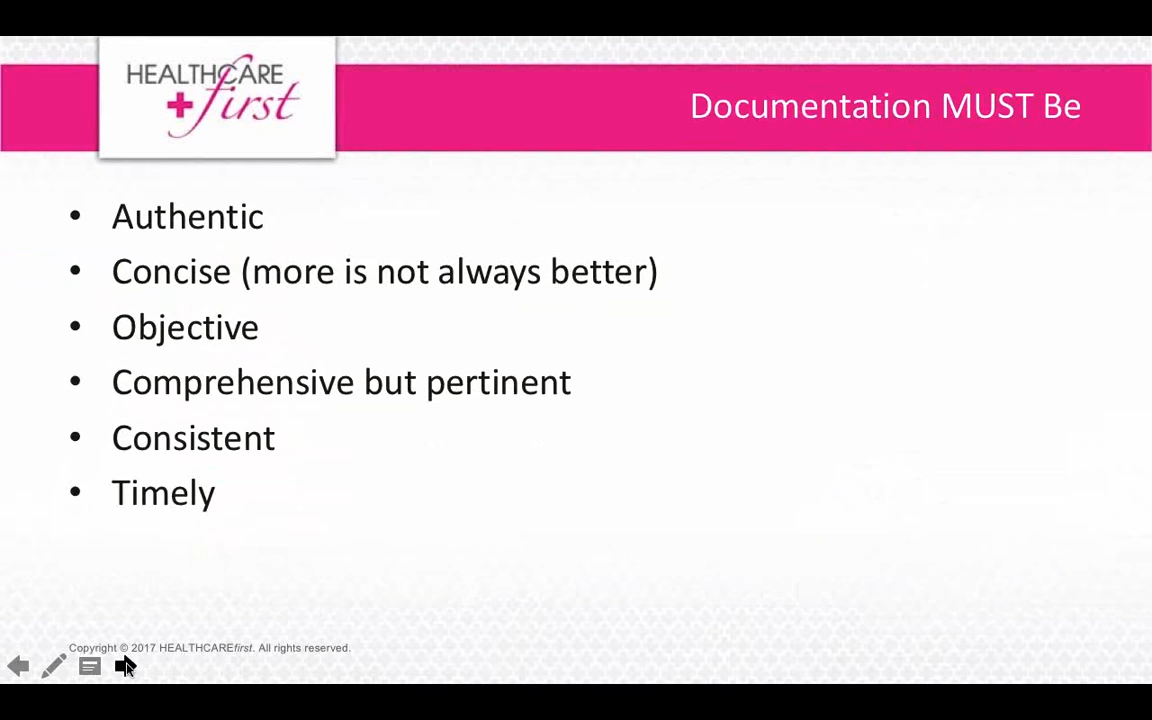 HEALTHCARE
first
Documentation MUST Be
• Authentic
• Concise (more is not always better)
• Objective
• Comprehensive but pertinent
• Consistent
• Timely
Copyright © 2017 HEALTHCAREfirst. All rights reserved.